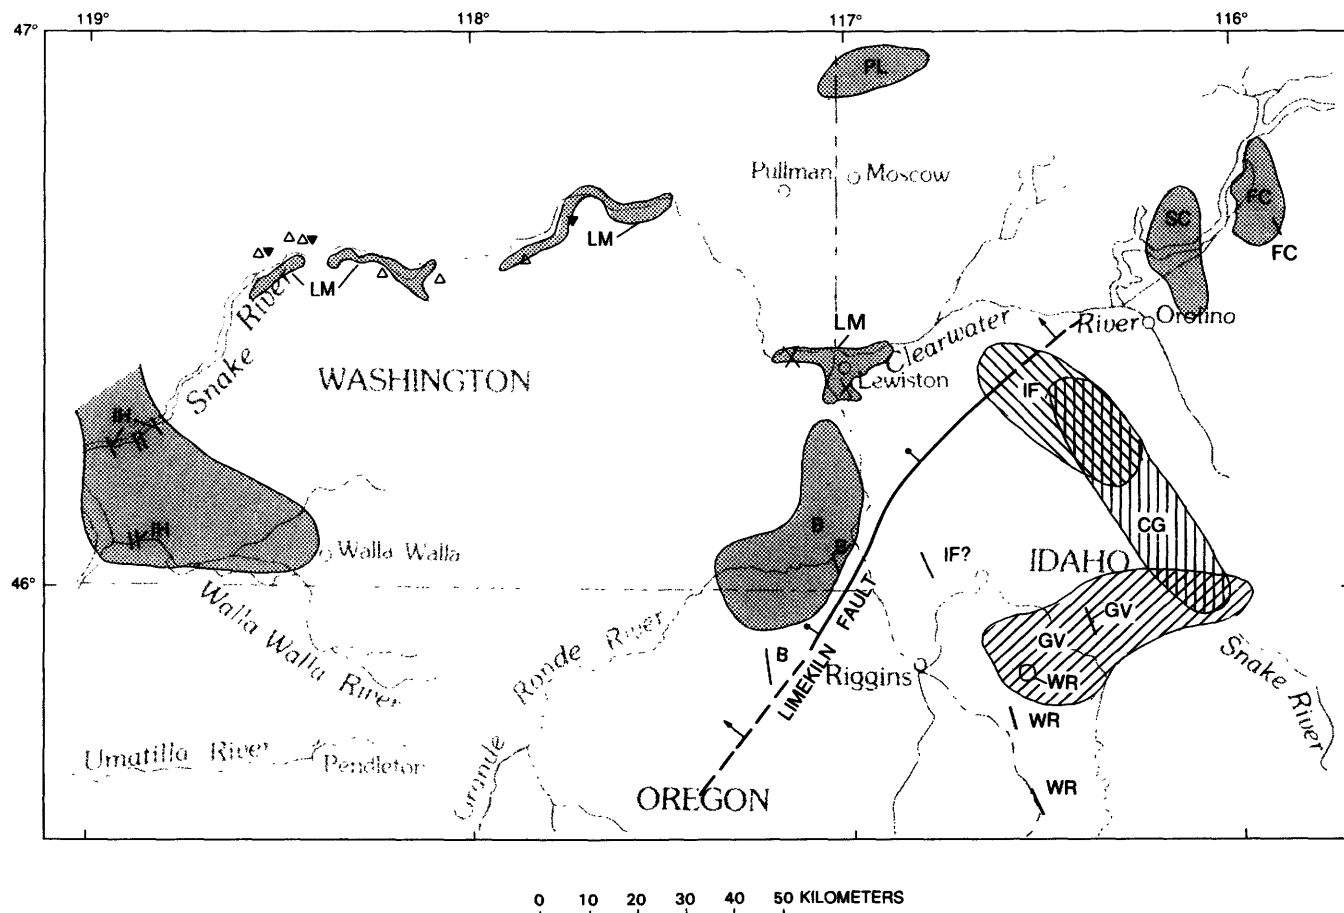 119° 118° 117° 116°
47°
PL
Pullman Moscow
FC
SC
LM
FC
LM
Snake River
LM
Clearwater River Orofino
WASHINGTON
Lewiston
IF
IH
B
CG
IH
B
Walla Walla
IF?
IDAHO
46°
GV
Walla Walla River
LIMEKILN FAULT
GV
Ronde River
B
Riggins
WR
Snake River
WR
Umatilla River
Pendleton
Grande
WR
OREGON
0 10 20 30 40 50 KILOMETERS